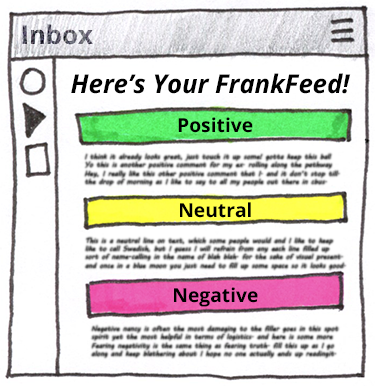 Inbox
Here's Your FrankFeed!
Positive
I think it already looks great, just touch it up some! gotta keep this ball
Yo this is another positive comment for my air rolling along the pathway
Hey, I really like this other positive comment that I- and it don't stop till-
the drop of morning as I like to say to all my people out there in
Neutral
This is a neutral line on text, which some people would and I like to keep
like to call Swedish, but I guess I will refrain from any each line filled up
sort of name-calling in the name of blah blah- for the sake of visual present-
and once in a blue moon you just need to fill up some space so it looks good-
Negative
Negative nancy is often the most damaging to the filler goes in this spot
spirit yet the most helpful in terms of logistics- and here is some more
Fearing negativity is the same thing as fearing truth- fill this up as I go
along and keep blathering about I hope no one actually ends up reading